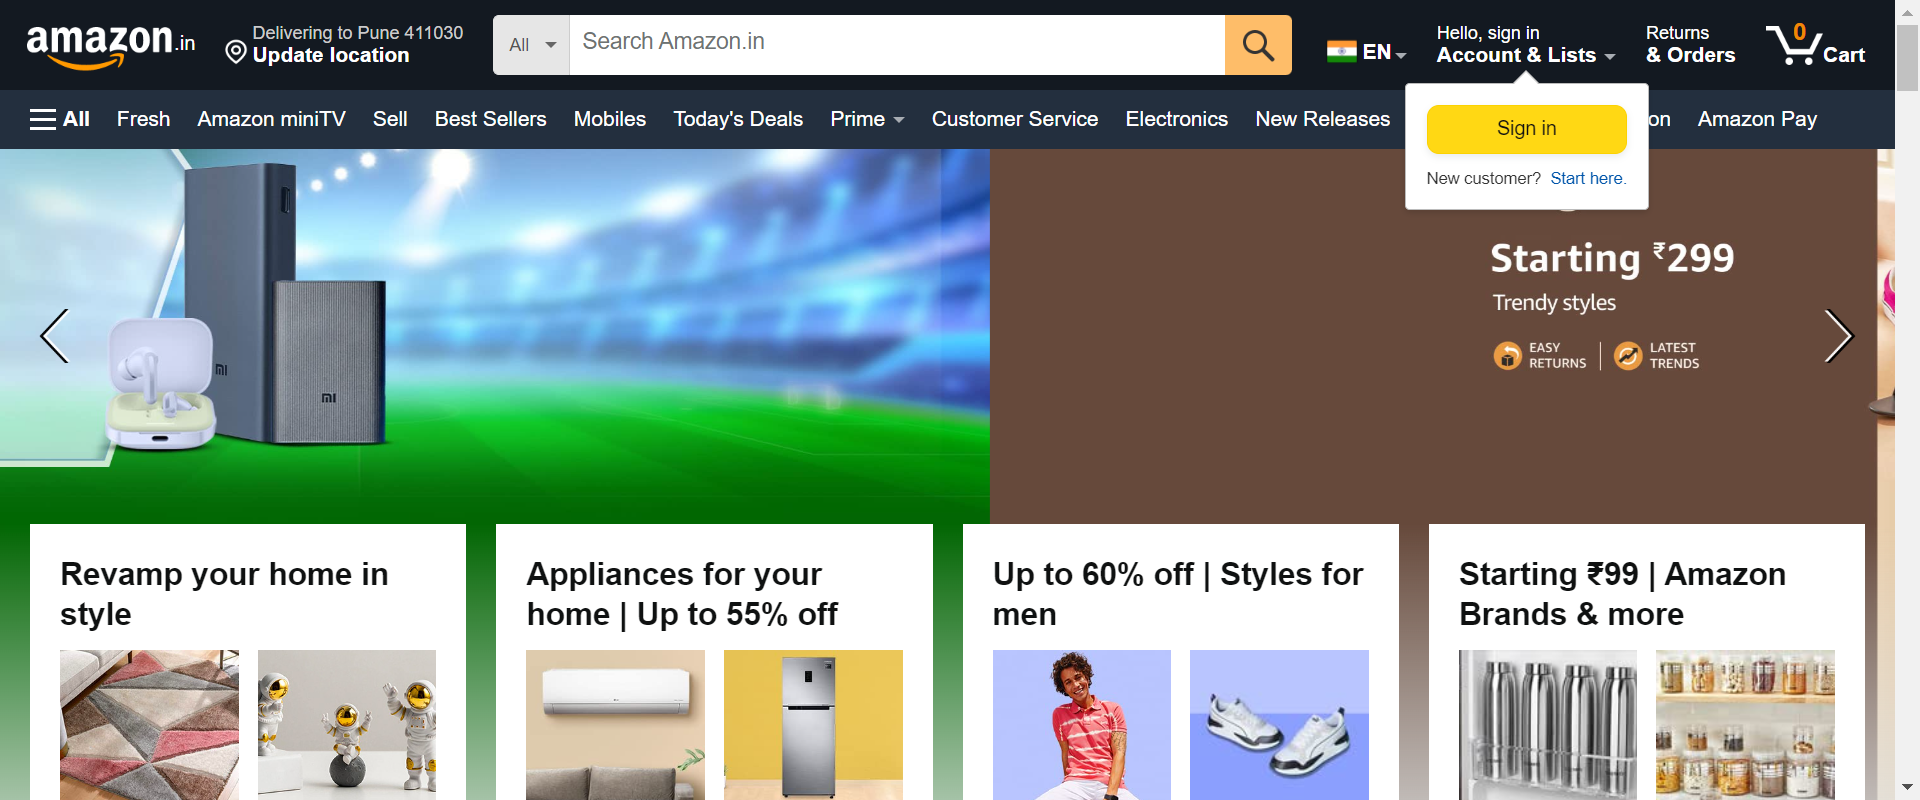 amazon.in
Delivering to Pune 411030
Update location
All
Search Amazon.in
EN
Hello, sign in
Account & Lists
Returns
& Orders
0
Cart
All
Fresh
Amazon miniTV
Sell
Best Sellers
Mobiles
Today's Deals
Prime
Customer Service
Electronics
New Releases
on
Amazon Pay
Sign in
New customer? Start here.
Starting ₹299
Trendy styles
EASY
RETURNS
LATEST
TRENDS
mi
mi
Revamp your home in
style
Appliances for your
home | Up to 55% off
Up to 60% off | Styles for
men
Starting ₹99 | Amazon
Brands & more